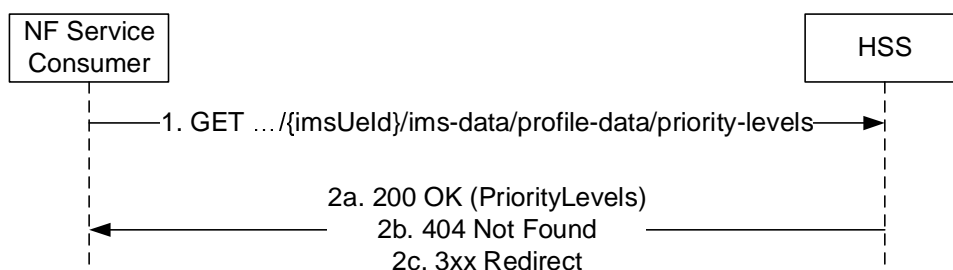 NF Service
Consumer
HSS
1. GET …/{imsUeId}/ims-data/profile-data/priority-levels
2a. 200 OK (PriorityLevels)
2b. 404 Not Found
2c. 3xx Redirect